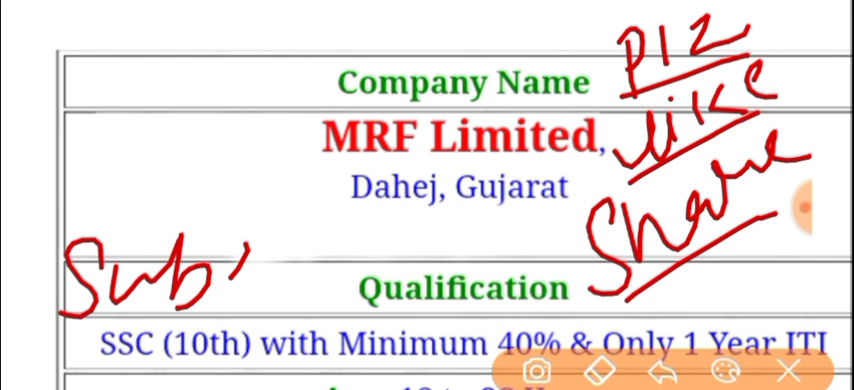 Plz
Like
Share
Company Name
MRF Limited,
Dahej, Gujarat
Sub
Qualification
SSC (10th) with Minimum 40% & Only 1 Year ITI